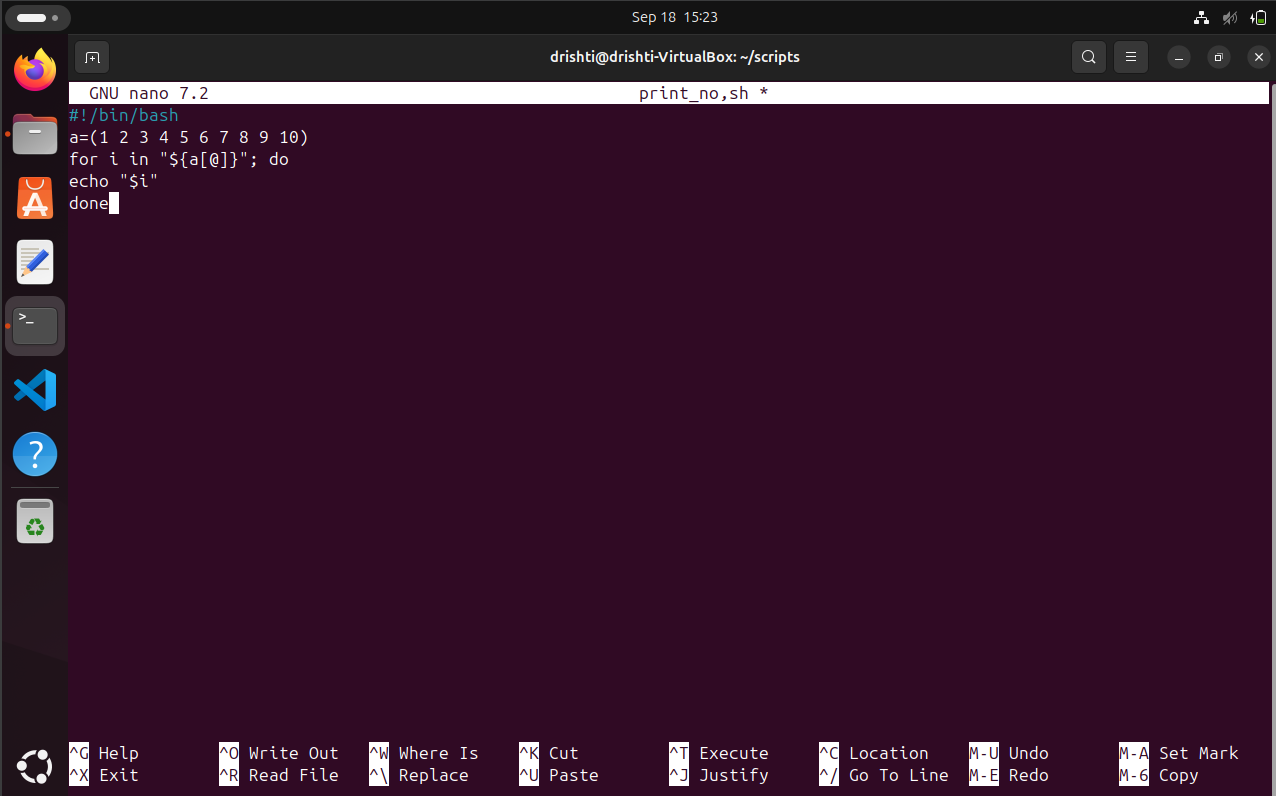 Sep 18 15:23
drishti@drishti-VirtualBox: ~/scripts
GNU nano 7.2 print_no,sh *
#!/bin/bash
a=(1 2 3 4 5 6 7 8 9 10)
for i in "${a[@]}"; do
echo "$i"
done
^G Help ^O Write Out ^W Where Is ^K Cut ^T Execute ^C Location M-U Undo M-A Set Mark
^X Exit ^R Read File ^\ Replace ^U Paste ^J Justify ^/ Go To Line M-E Redo M-6 Copy